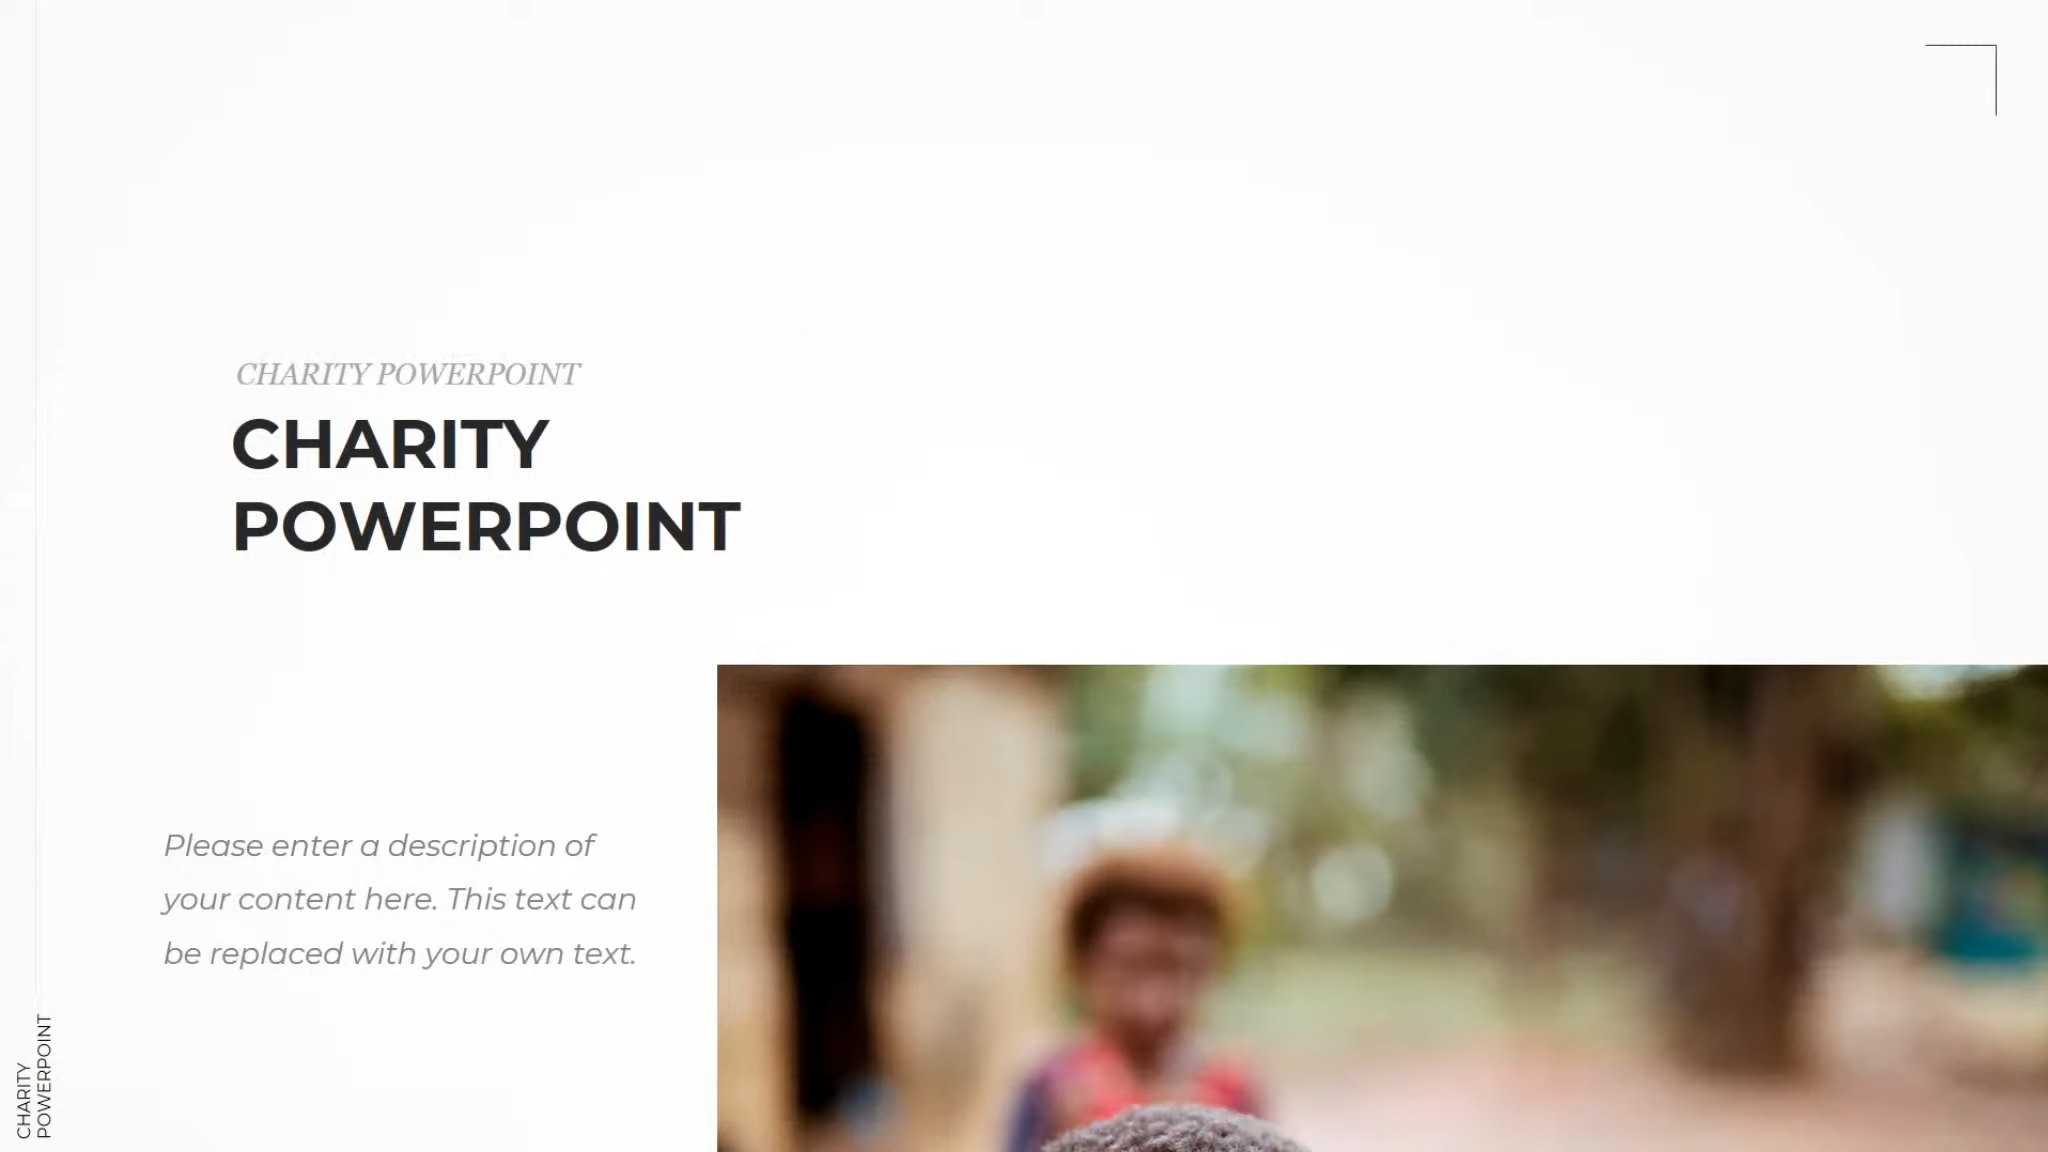 CHARITY POWERPOINT
CHARITY
POWERPOINT
Please enter a description of
your content here. This text can
be replaced with your own text.
CHARITY
POWERPOINT